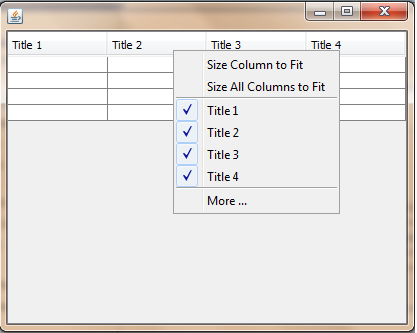 Title 1 Title 2 Title 3 Title 4
Size Column to Fit
Size All Columns to Fit
Title 1
Title 2
Title 3
Title 4
More ...